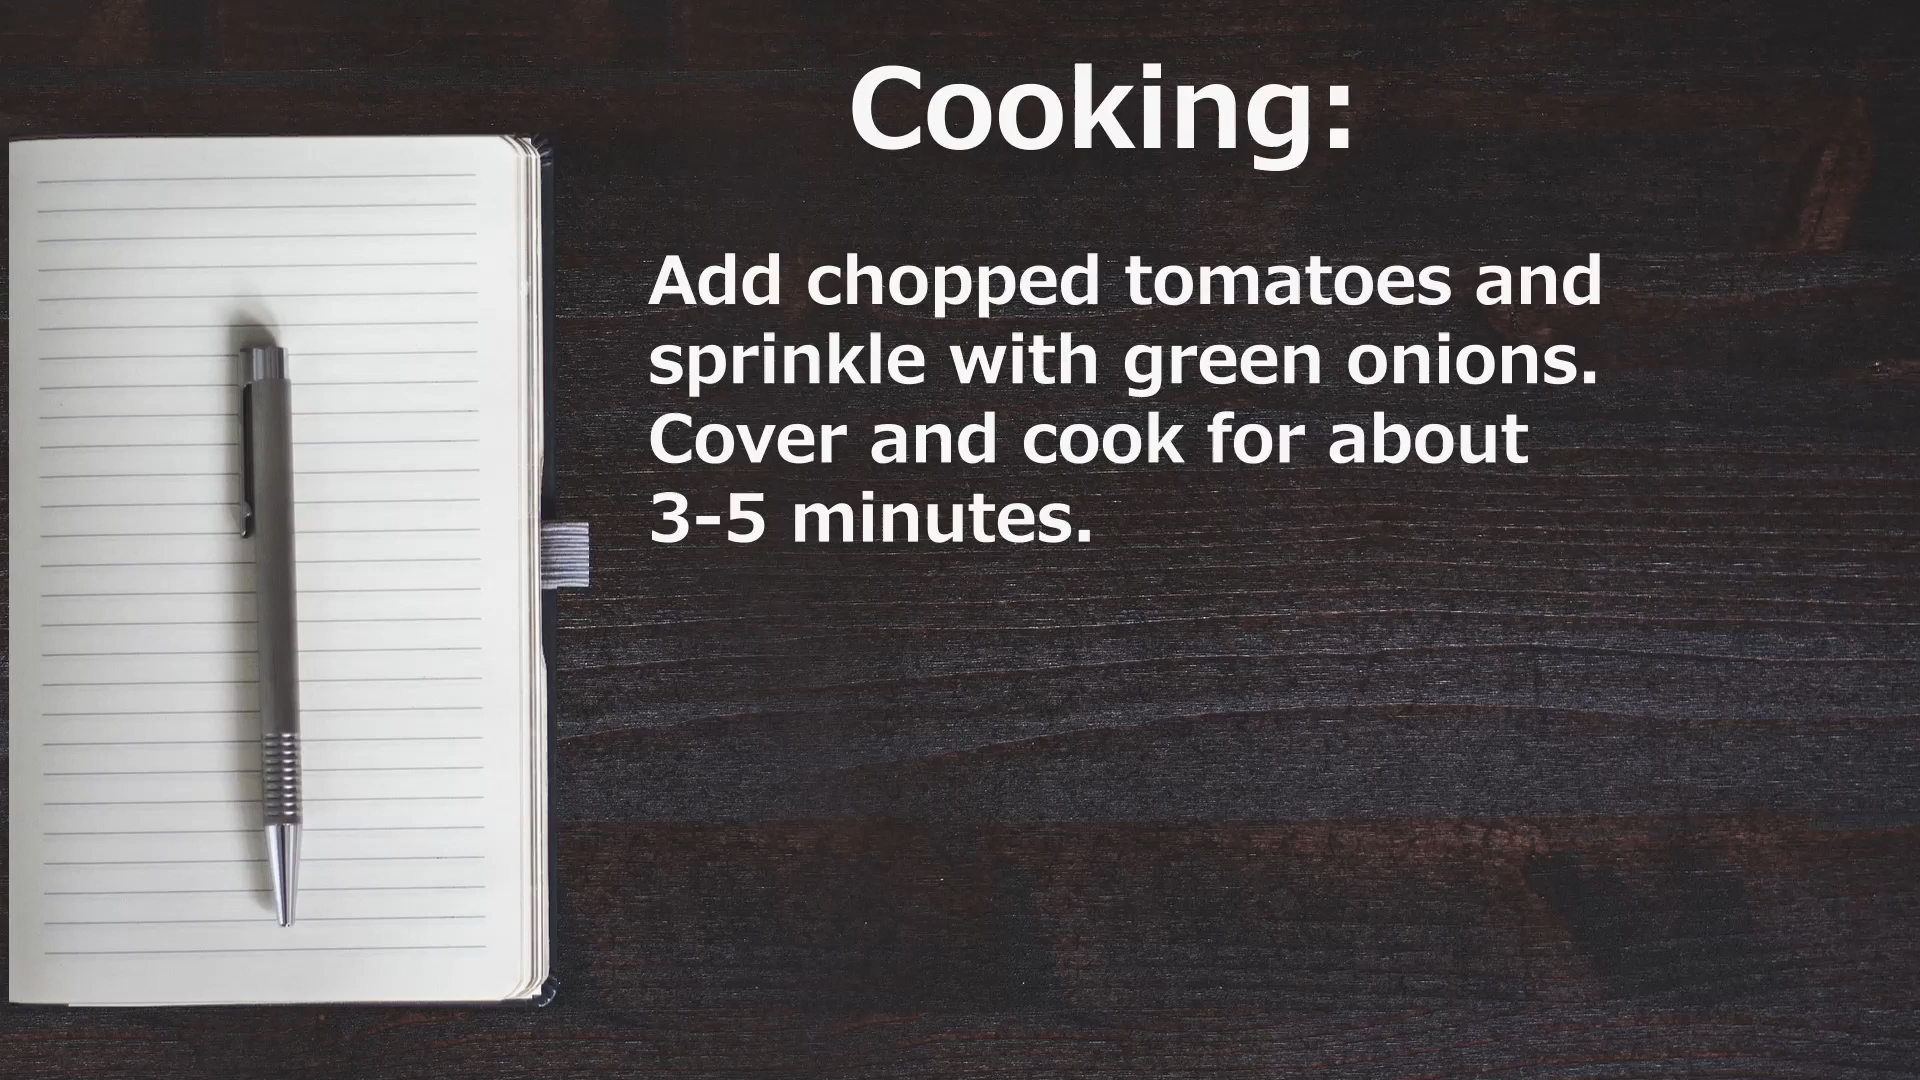 Cooking:
Add chopped tomatoes and
sprinkle with green onions.
Cover and cook for about
3-5 minutes.